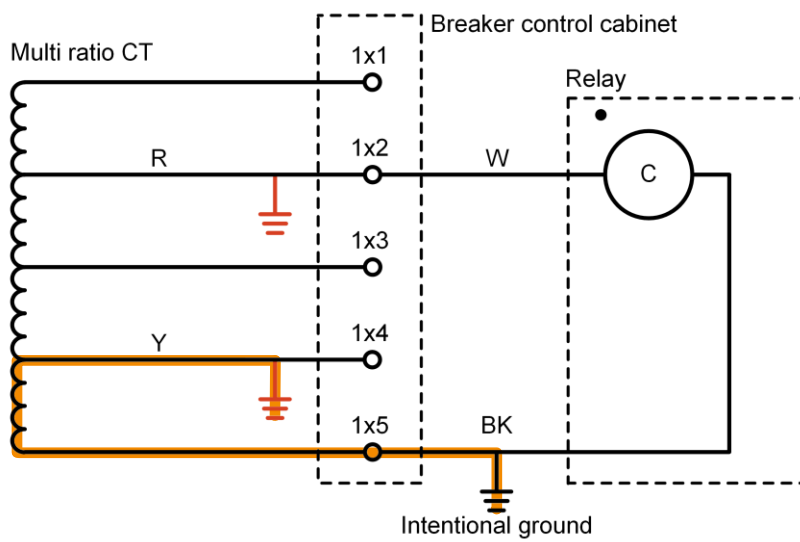 Breaker control cabinet
Multi ratio CT
1x1
Relay
R
1x2
W
C
1x3
Y
1x4
1x5
BK
Intentional ground